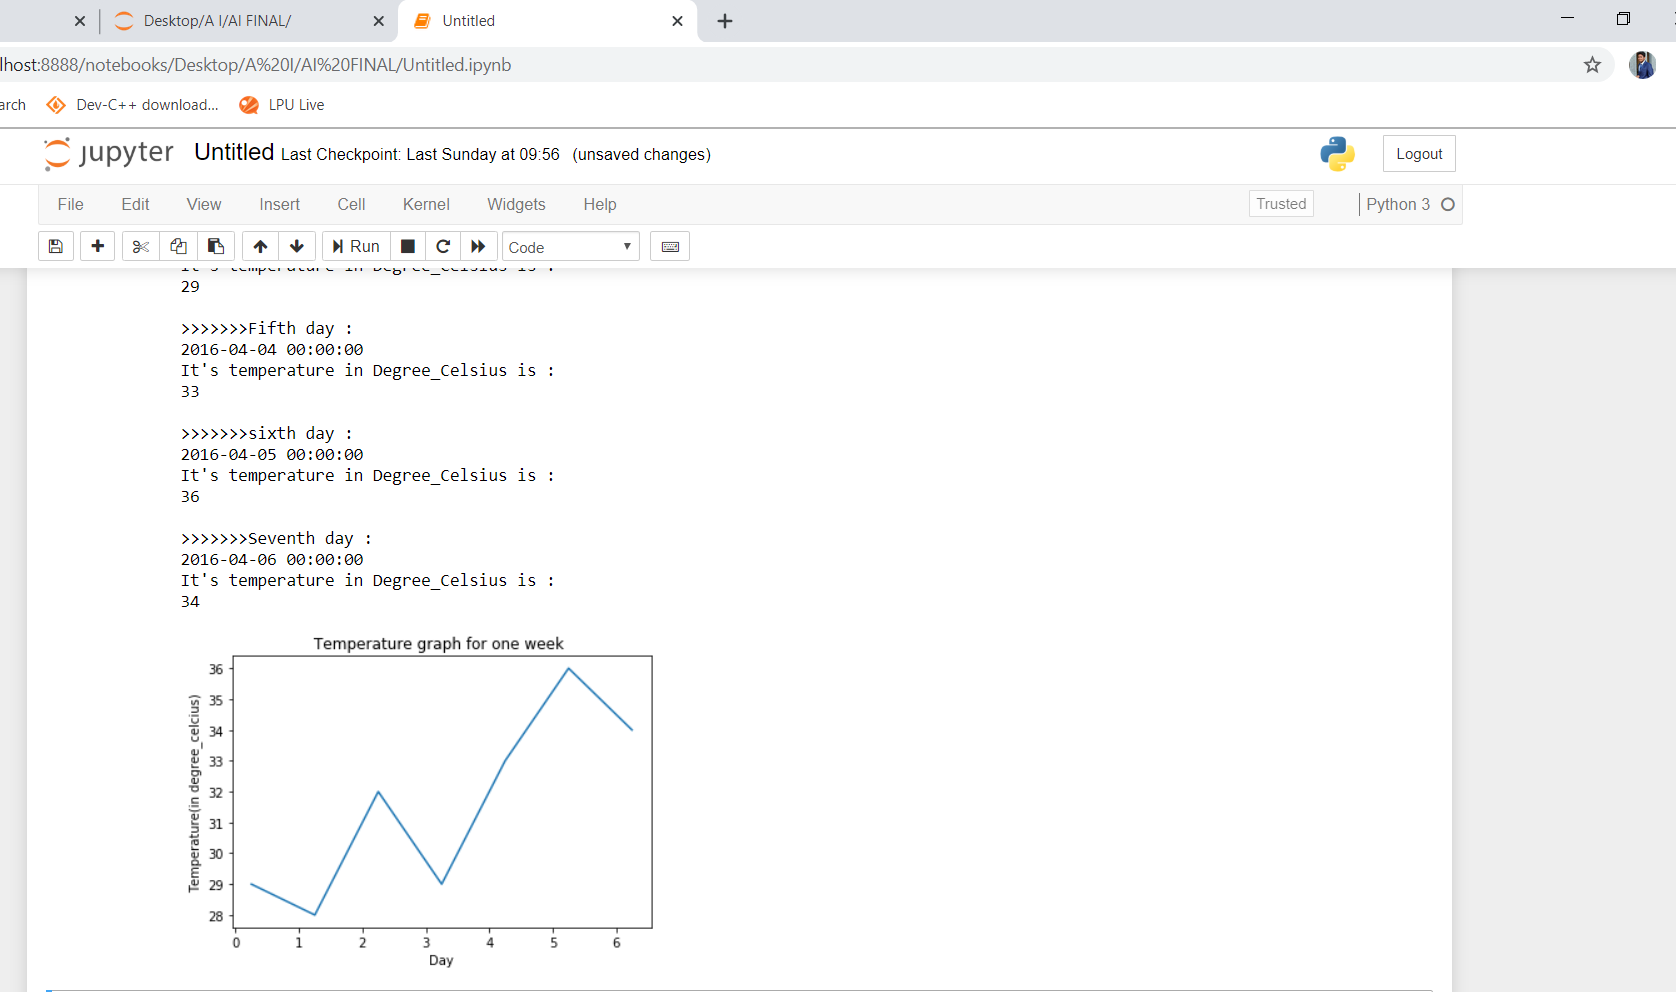 Desktop/A I/AI FINAL/
Untitled
lhost:8888/notebooks/Desktop/A%20I/AI%20FINAL/Untitled.ipynb
arch
Dev-C++ download...
LPU Live
jupyter
Untitled
Last Checkpoint: Last Sunday at 09:56 (unsaved changes)
Logout
File
Edit
View
Insert
Cell
Kernel
Widgets
Help
Trusted
Python 3
Run
Code
It's temperature in Degree_Celsius is :
29
>>>>>>>Fifth day :
2016-04-04 00:00:00
It's temperature in Degree_Celsius is :
33
>>>>>>>sixth day :
2016-04-05 00:00:00
It's temperature in Degree_Celsius is :
36
>>>>>>>Seventh day :
2016-04-06 00:00:00
It's temperature in Degree_Celsius is :
34
Temperature graph for one week
Temperature(in degree_celcius)
36
35
34
33
32
31
30
29
28
0 1 2 3 4 5 6
Day